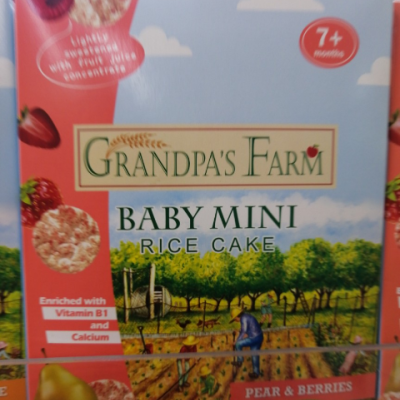 Lightly
sweetened
with Fruit Juice
concentrate
7+
months
GRANDPA'S FARM
BABY MINI
RICE CAKE
Enriched with
Vitamin B1
and
Calcium
PEAR & BERRIES
E